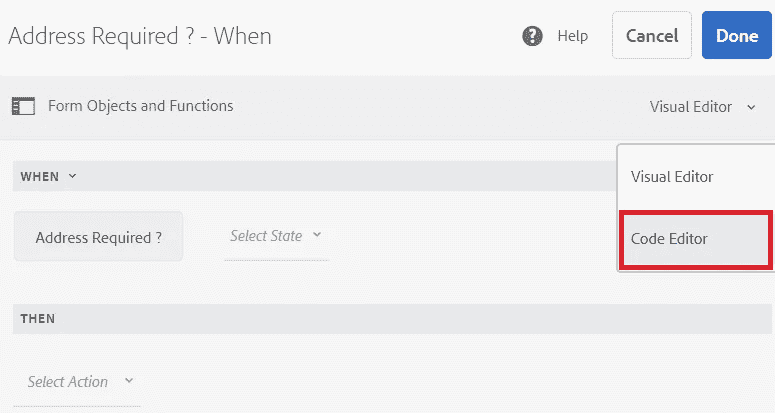 Address Required ? - When
Help
Cancel
Done
Form Objects and Functions
Visual Editor
Visual Editor
Code Editor
WHEN
Address Required ?
Select State
THEN
Select Action